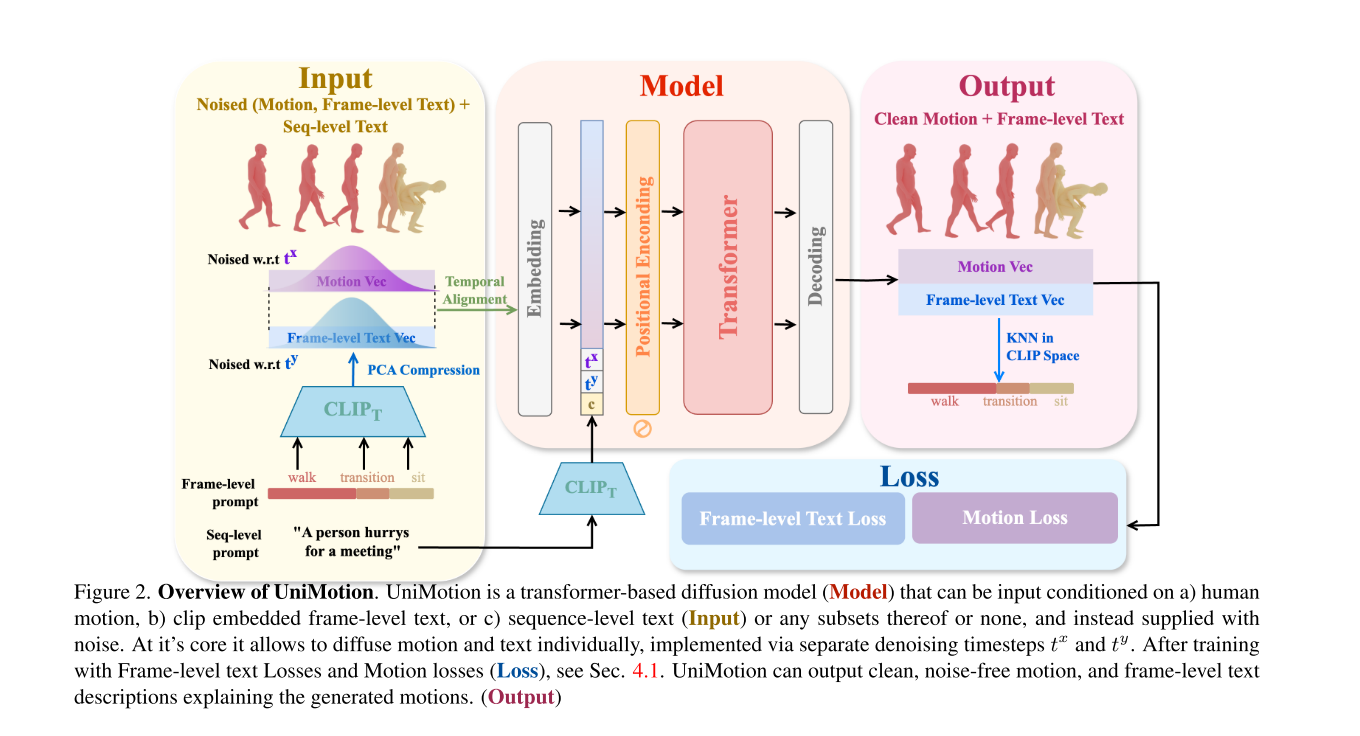 Input
Noised (Motion, Frame-level Text) +
Seq-level Text
Noised w.r.t tˣ
Motion Vec
Frame-level Text Vec
Noised w.r.t tʸ
PCA Compression
CLIP_T
walk
transition
sit
Frame-level
prompt
Seq-level
prompt
"A person hurrys
for a meeting"
Temporal
Alignment
Model
Embedding
tˣ
tʸ
c
Positional Enconding
Transformer
Decoding
CLIP_T
Output
Clean Motion + Frame-level Text
Motion Vec
Frame-level Text Vec
KNN in
CLIP Space
walk
transition
sit
Loss
Frame-level Text Loss
Motion Loss
Figure 2. Overview of UniMotion. UniMotion is a transformer-based diffusion model (Model) that can be input conditioned on a) human
motion, b) clip embedded frame-level text, or c) sequence-level text (Input) or any subsets thereof or none, and instead supplied with
noise. At it's core it allows to diffuse motion and text individually, implemented via separate denoising timesteps tˣ and tʸ. After training
with Frame-level text Losses and Motion losses (Loss), see Sec. 4.1. UniMotion can output clean, noise-free motion, and frame-level text
descriptions explaining the generated motions. (Output)